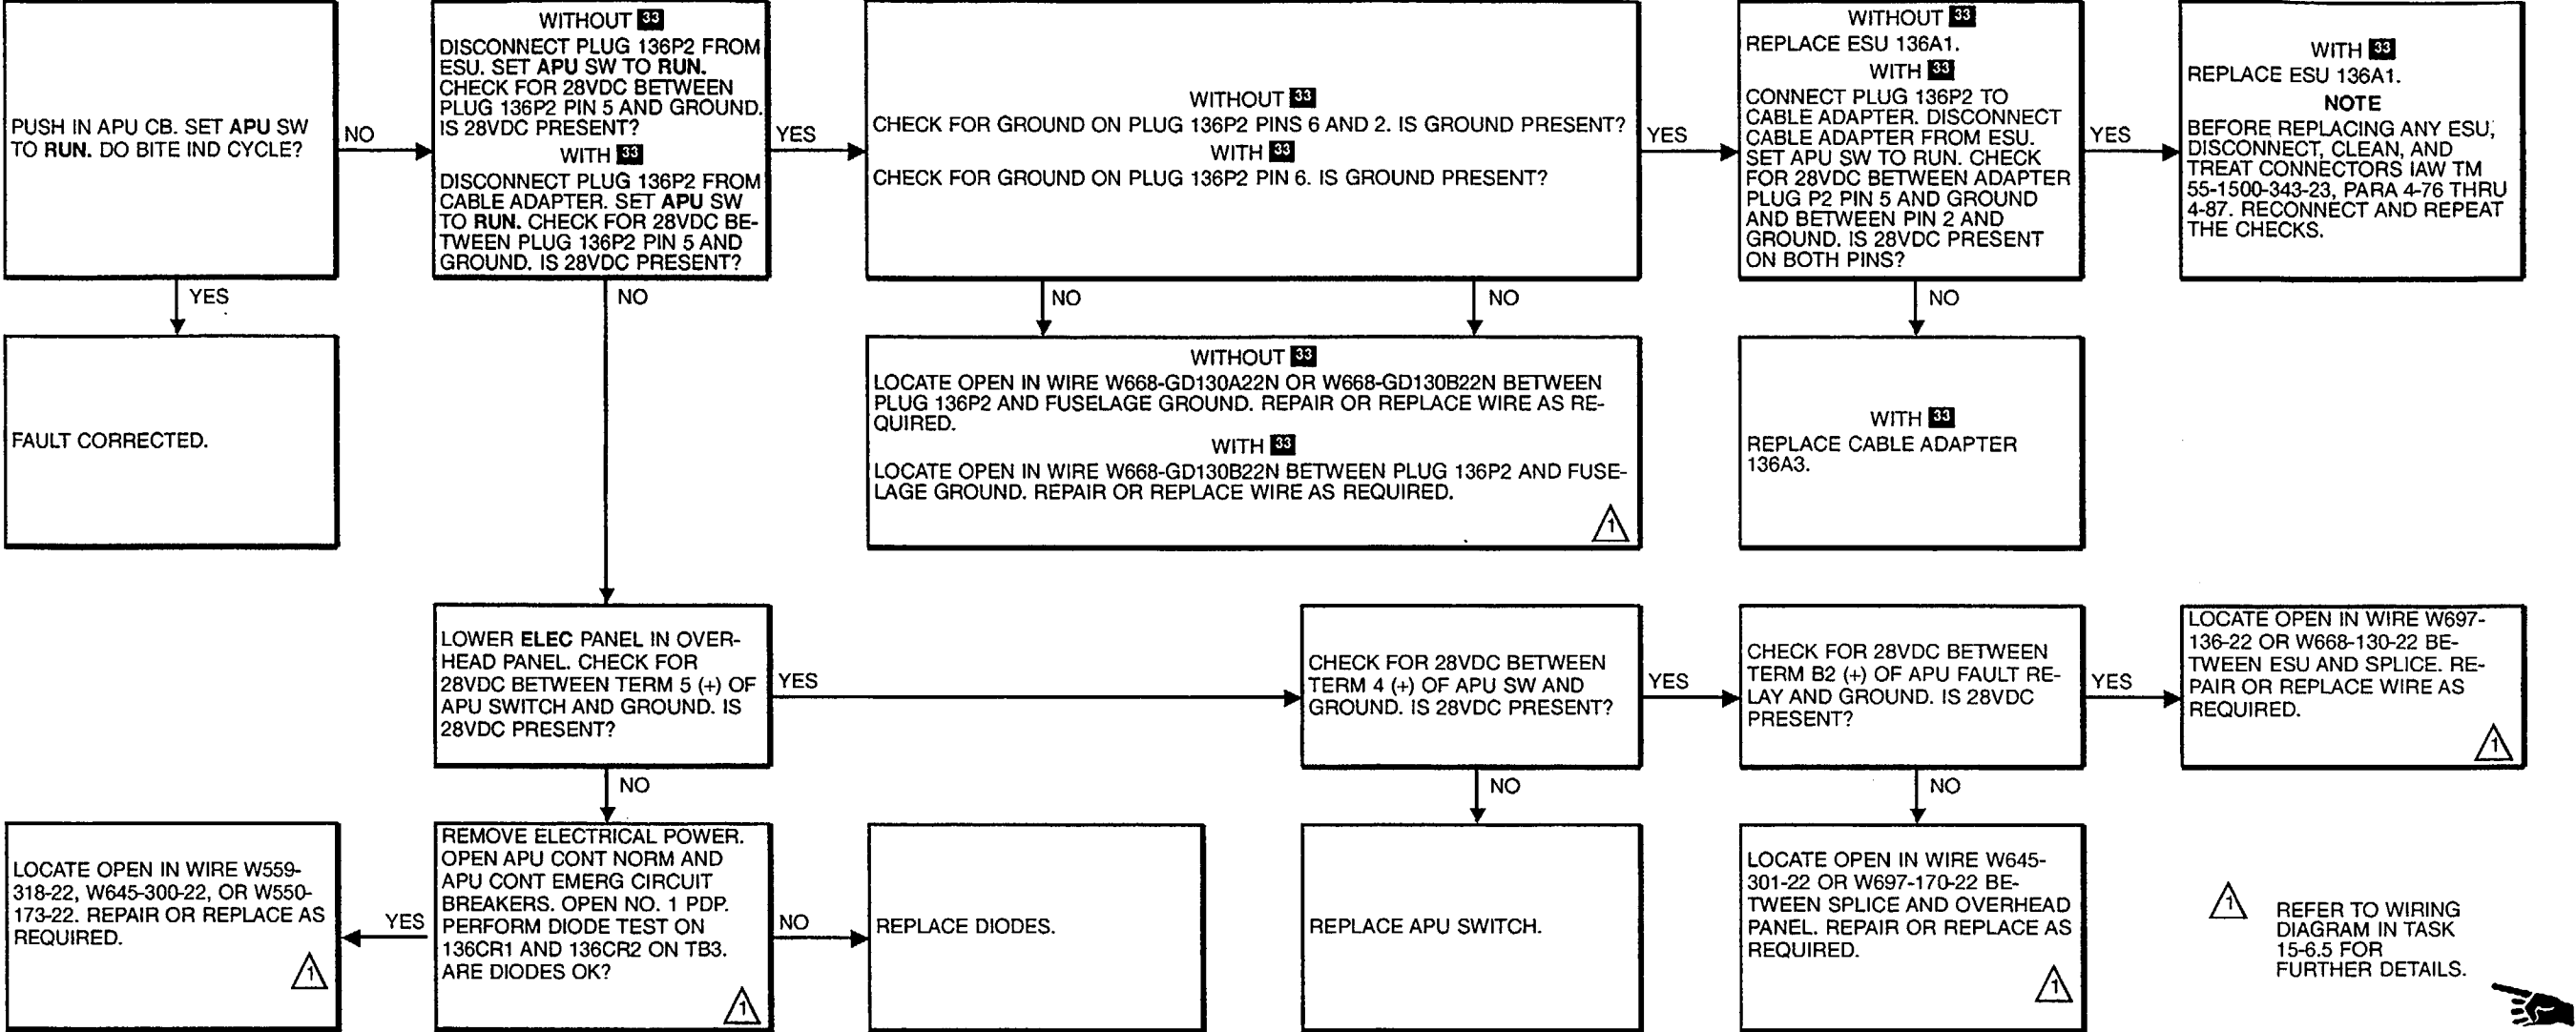 PUSH IN APU CB. SET APU SW
TO RUN. DO BITE IND CYCLE?
NO
WITHOUT 33
DISCONNECT PLUG 136P2 FROM
ESU. SET APU SW TO RUN.
CHECK FOR 28VDC BETWEEN
PLUG 136P2 PIN 5 AND GROUND.
IS 28VDC PRESENT?
WITH 33
DISCONNECT PLUG 136P2 FROM
CABLE ADAPTER. SET APU SW
TO RUN. CHECK FOR 28VDC BE-
TWEEN PLUG 136P2 PIN 5 AND
GROUND. IS 28VDC PRESENT?
YES
WITHOUT 33
CHECK FOR GROUND ON PLUG 136P2 PINS 6 AND 2. IS GROUND PRESENT?
WITH 33
CHECK FOR GROUND ON PLUG 136P2 PIN 6. IS GROUND PRESENT?
YES
WITHOUT 33
REPLACE ESU 136A1.
WITH 33
CONNECT PLUG 136P2 TO
CABLE ADAPTER. DISCONNECT
CABLE ADAPTER FROM ESU.
SET APU SW TO RUN. CHECK
FOR 28VDC BETWEEN ADAPTER
PLUG P2 PIN 5 AND GROUND
AND BETWEEN PIN 2 AND
GROUND. IS 28VDC PRESENT
ON BOTH PINS?
YES
WITH 33
REPLACE ESU 136A1.
NOTE
BEFORE REPLACING ANY ESU,
DISCONNECT, CLEAN, AND
TREAT CONNECTORS IAW TM
55-1500-343-23, PARA 4-76 THRU
4-87. RECONNECT AND REPEAT
THE CHECKS.
YES
NO
NO
NO
NO
FAULT CORRECTED.
WITHOUT 33
LOCATE OPEN IN WIRE W668-GD130A22N OR W668-GD130B22N BETWEEN
PLUG 136P2 AND FUSELAGE GROUND. REPAIR OR REPLACE WIRE AS RE-
QUIRED.
WITH 33
LOCATE OPEN IN WIRE W668-GD130B22N BETWEEN PLUG 136P2 AND FUSE-
LAGE GROUND. REPAIR OR REPLACE WIRE AS REQUIRED.
1
WITH 33
REPLACE CABLE ADAPTER
136A3.
LOWER ELEC PANEL IN OVER-
HEAD PANEL. CHECK FOR
28VDC BETWEEN TERM 5 (+) OF
APU SWITCH AND GROUND. IS
28VDC PRESENT?
YES
CHECK FOR 28VDC BETWEEN
TERM 4 (+) OF APU SW AND
GROUND. IS 28VDC PRESENT?
YES
CHECK FOR 28VDC BETWEEN
TERM B2 (+) OF APU FAULT RE-
LAY AND GROUND. IS 28VDC
PRESENT?
YES
LOCATE OPEN IN WIRE W697-
136-22 OR W668-130-22 BE-
TWEEN ESU AND SPLICE. RE-
PAIR OR REPLACE WIRE AS
REQUIRED.
1
NO
NO
NO
LOCATE OPEN IN WIRE W559-
318-22, W645-300-22, OR W550-
173-22. REPAIR OR REPLACE AS
REQUIRED.
1
YES
REMOVE ELECTRICAL POWER.
OPEN APU CONT NORM AND
APU CONT EMERG CIRCUIT
BREAKERS. OPEN NO. 1 PDP.
PERFORM DIODE TEST ON
136CR1 AND 136CR2 ON TB3.
ARE DIODES OK?
1
NO
REPLACE DIODES.
REPLACE APU SWITCH.
LOCATE OPEN IN WIRE W645-
301-22 OR W697-170-22 BE-
TWEEN SPLICE AND OVERHEAD
PANEL. REPAIR OR REPLACE AS
REQUIRED.
1
1
REFER TO WIRING
DIAGRAM IN TASK
15-6.5 FOR
FURTHER DETAILS.